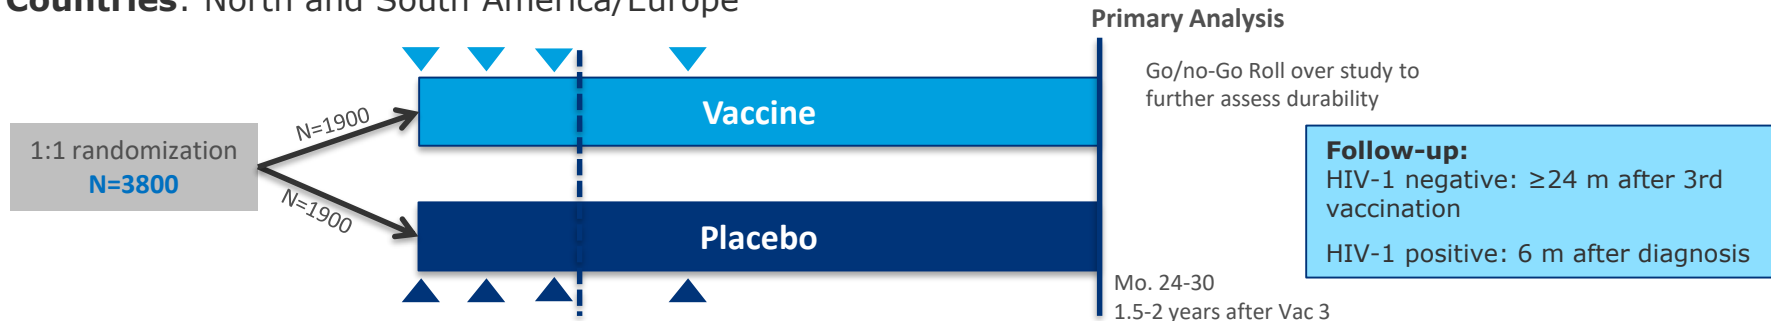 Countries: North and South America/Europe
Primary Analysis
Go/no-Go Roll over study to
further assess durability
Vaccine
N=1900
1:1 randomization
N=3800
N=1900
Placebo
Follow-up:
HIV-1 negative: ≥24 m after 3rd
vaccination
HIV-1 positive: 6 m after diagnosis
Mo. 24-30
1.5-2 years after Vac 3